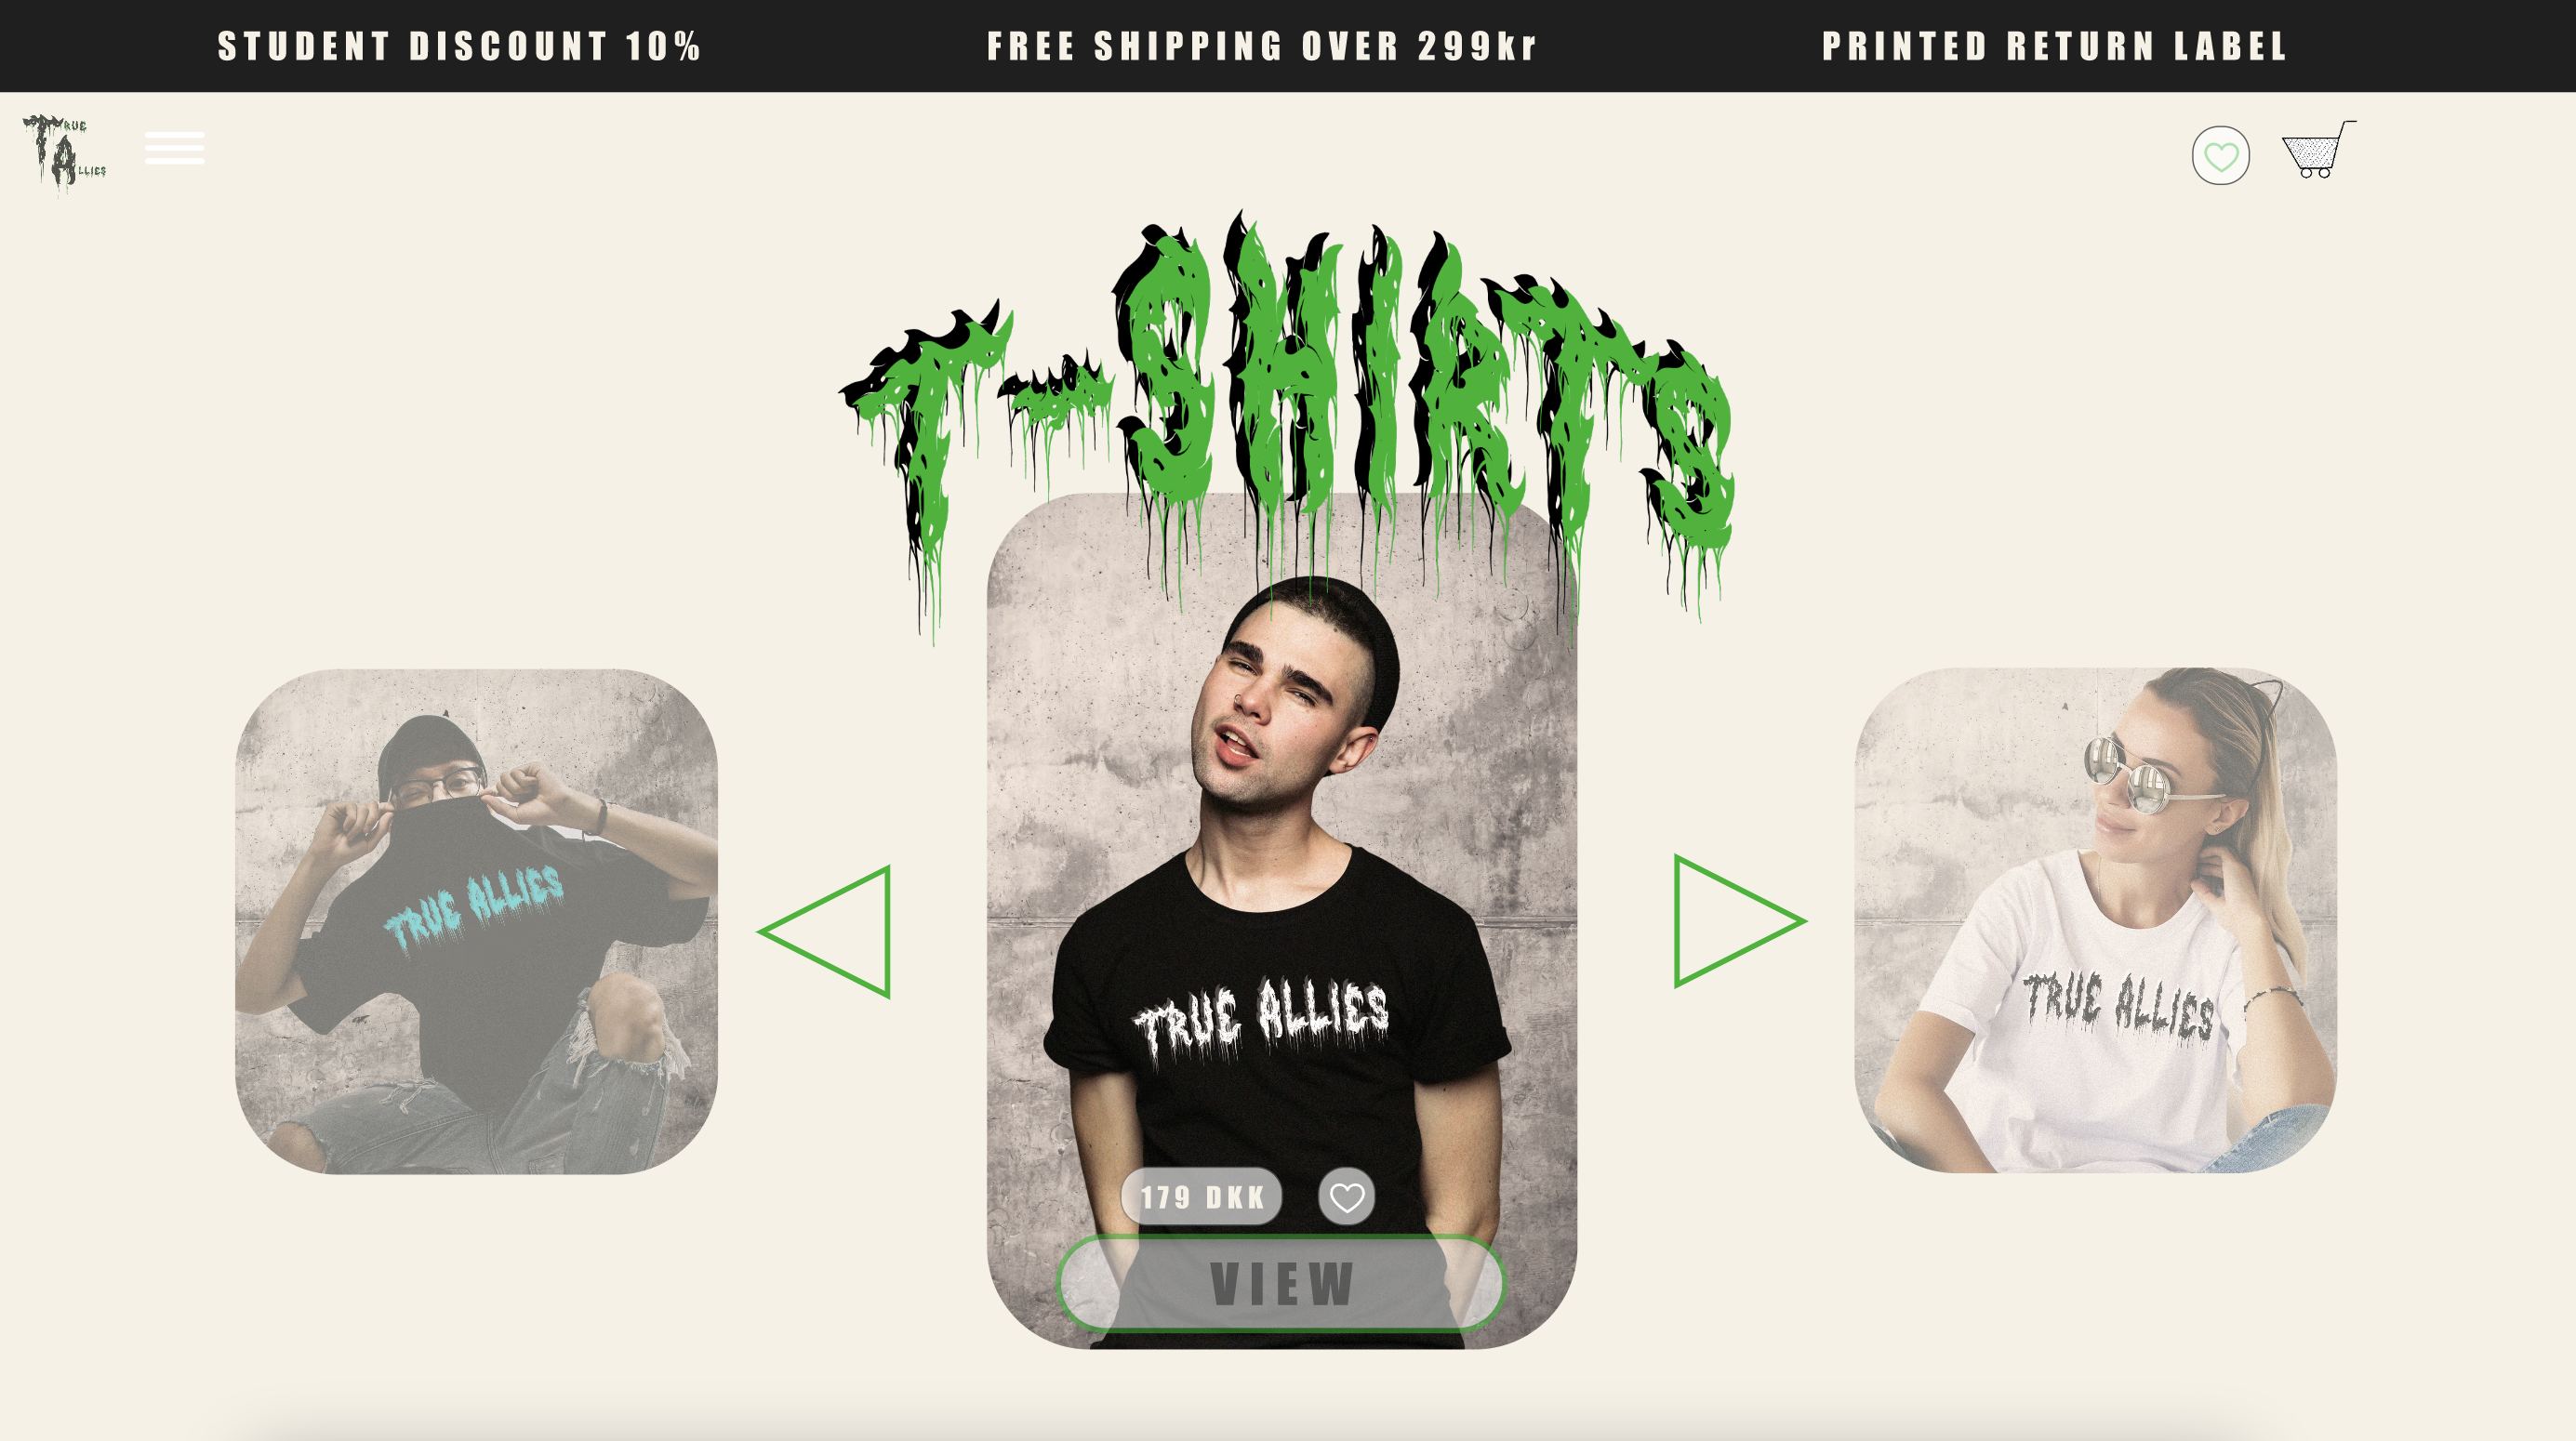 STUDENT DISCOUNT 10%
FREE SHIPPING OVER 299kr
PRINTED RETURN LABEL
TRUE
ALLIES
T-SHIRTS
TRUE ALLIES
TRUE ALLIES
TRUE ALLIES
179 DKK
VIEW